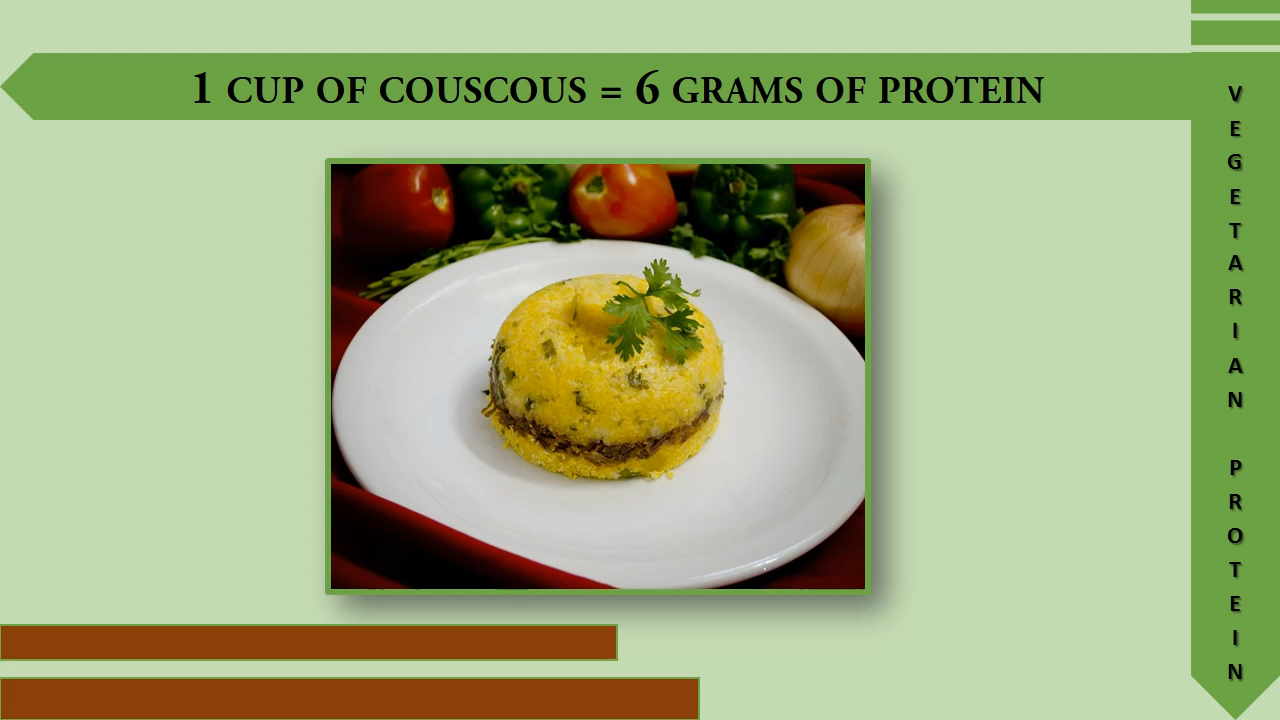 1 CUP OF COUSCOUS = 6 GRAMS OF PROTEIN
VEGETARIAN PROTEIN